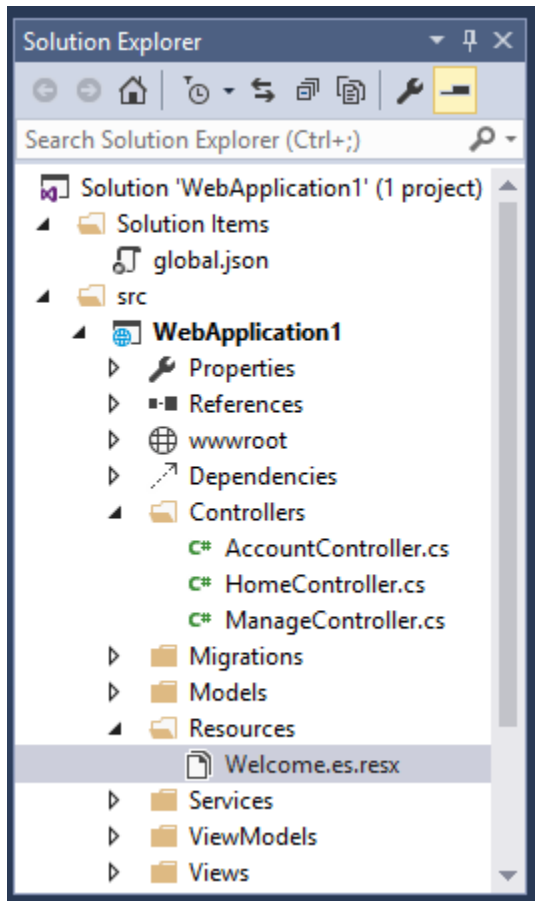 Solution Explorer
Search Solution Explorer (Ctrl+;)
Solution 'WebApplication1' (1 project)
Solution Items
global.json
src
WebApplication1
Properties
References
wwwroot
Dependencies
Controllers
C# AccountController.cs
C# HomeController.cs
C# ManageController.cs
Migrations
Models
Resources
Welcome.es.resx
Services
ViewModels
Views